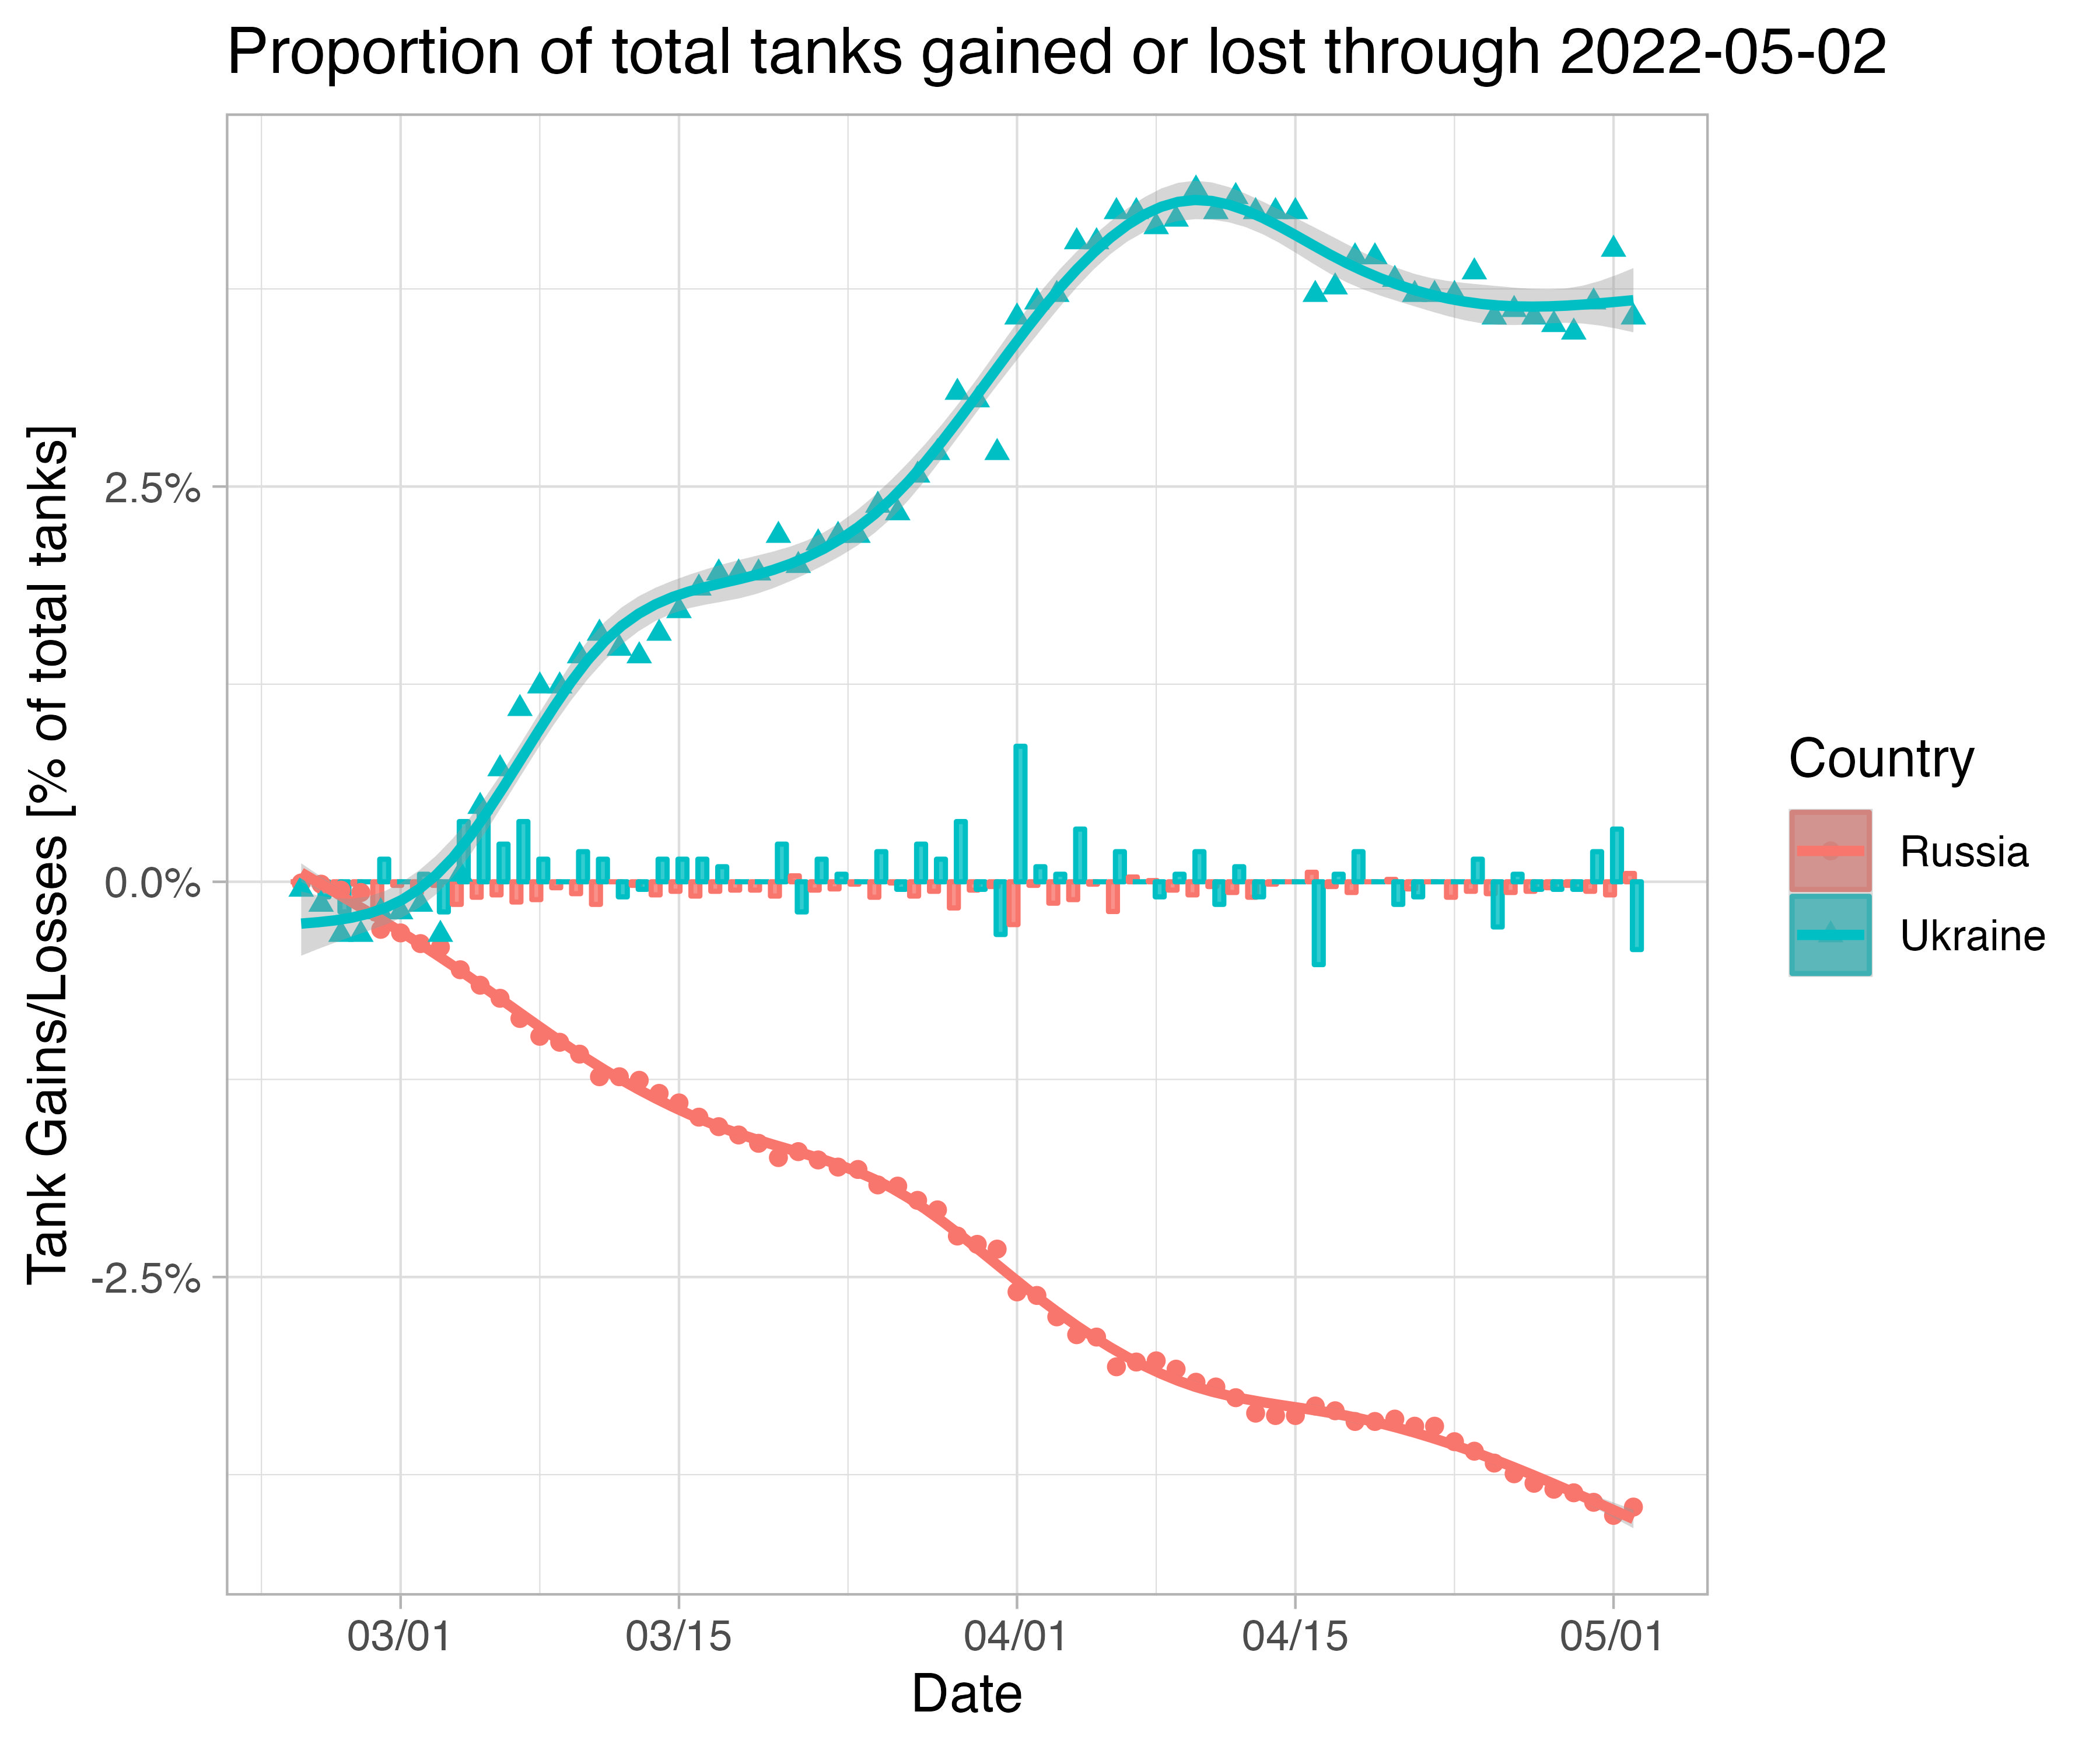 Proportion of total tanks gained or lost through 2022-05-02
Tank Gains/Losses [% of total tanks]
2.5%
0.0%
-2.5%
03/01
03/15
04/01
04/15
05/01
Date
Country
Russia
Ukraine